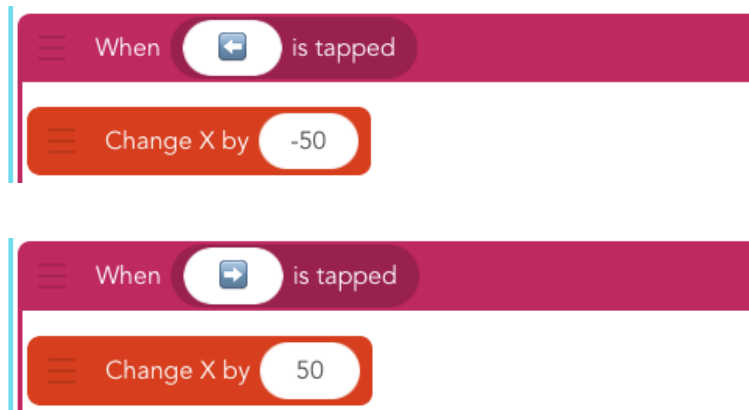 When ⬅️ is tapped
Change X by -50
When ➡️ is tapped
Change X by 50